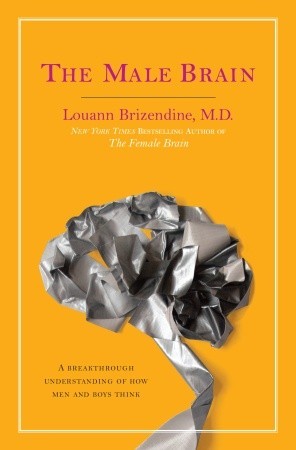 THE MALE BRAIN
Louann Brizendine, M.D.
NEW YORK TIMES BESTSELLING AUTHOR OF
The Female Brain
A BREAKTHROUGH
UNDERSTANDING OF HOW
MEN AND BOYS THINK